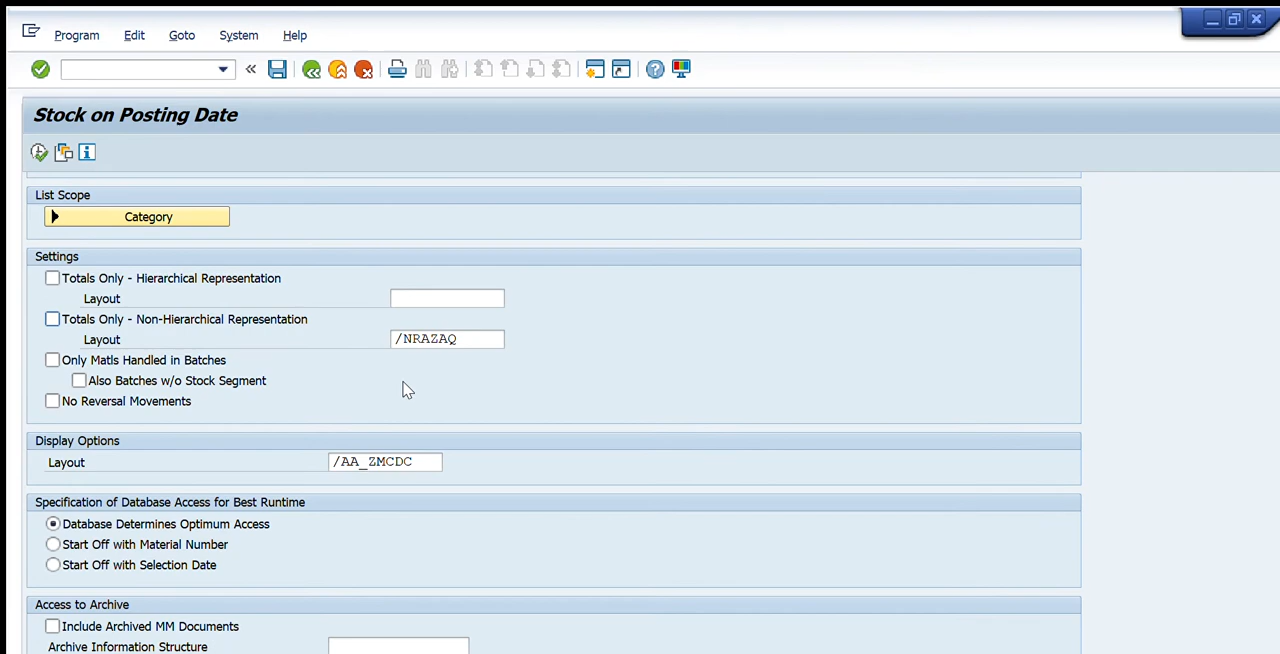 Program Edit Goto System Help
Stock on Posting Date
List Scope
Category
Settings
Totals Only - Hierarchical Representation
Layout
Totals Only - Non-Hierarchical Representation
Layout /NRAZAQ
Only Matls Handled in Batches
Also Batches w/o Stock Segment
No Reversal Movements
Display Options
Layout /AA_ZMCDC
Specification of Database Access for Best Runtime
Database Determines Optimum Access
Start Off with Material Number
Start Off with Selection Date
Access to Archive
Include Archived MM Documents
Archive Information Structure